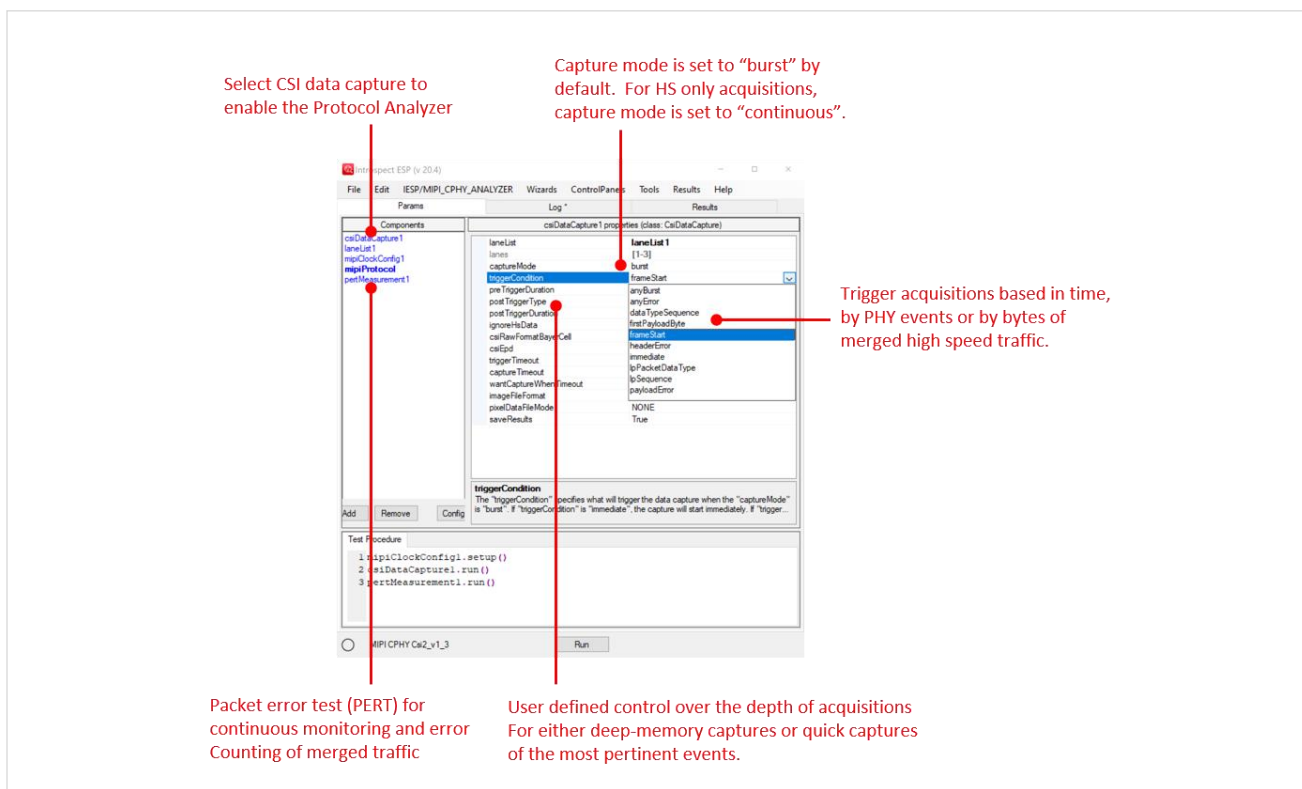 Select CSI data capture to
enable the Protocol Analyzer
Capture mode is set to “burst” by
default.  For HS only acquisitions,
capture mode is set to “continuous”.
Introspect ESP (v 20.4)
File Edit IESP/MIPI_CPHY_ANALYZER Wizards ControlPanels Tools Results Help
Params Log * Results
Components
csiDataCapture1
laneList1
mipiClockConfig1
mipiProtocol
pertMeasurement1
csiDataCapture1 properties (class: CsiDataCapture)
laneList laneList1
lanes [1-3]
captureMode burst
triggerCondition frameStart
preTriggerDuration
postTriggerType
postTriggerDuration
ignoreHsData
csiRawFormatBayerCell
csiEpd
triggerTimeout
captureTimeout
wantCaptureWhenTimeout
imageFileFormat
pixelDataFileMode NONE
saveResults True
anyBurst
anyError
dataTypeSequence
firstPayloadByte
frameStart
headerError
immediate
lpPacketDataType
lpSequence
payloadError
Trigger acquisitions based in time,
by PHY events or by bytes of
merged high speed traffic.
triggerCondition
The "triggerCondition" specifies what will trigger the data capture when the "captureMode"
is "burst". If "triggerCondition" is "immediate", the capture will start immediately. If "trigger...
Add Remove Config
Test Procedure
1 mipiClockConfig1.setup()
2 csiDataCapture1.run()
3 pertMeasurement1.run()
MIPI CPHY Csi2_v1_3 Run
Packet error test (PERT) for
continuous monitoring and error
Counting of merged traffic
User defined control over the depth of acquisitions
For either deep-memory captures or quick captures
of the most pertinent events.